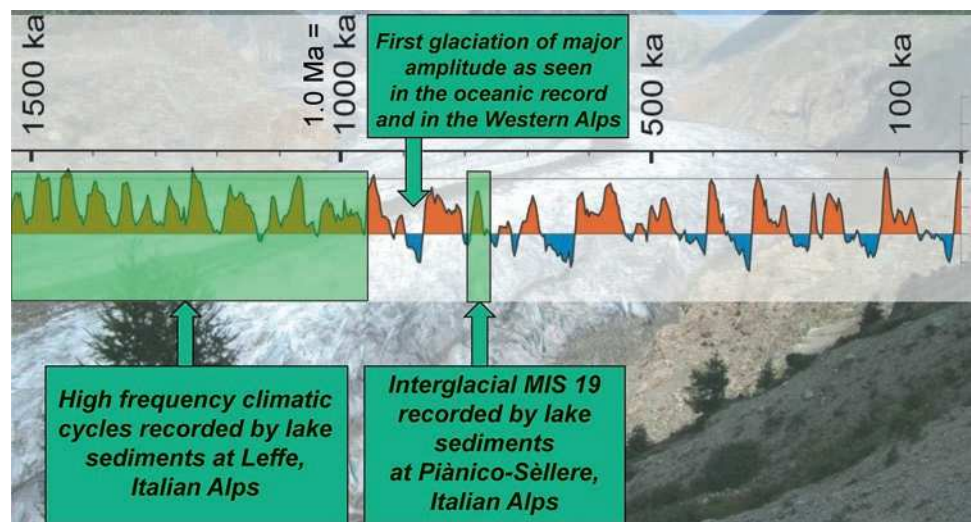 1500 ka
1.0 Ma =
1000 ka
500 ka
100 ka
First glaciation of major
amplitude as seen
in the oceanic record
and in the Western Alps
High frequency climatic
cycles recorded by lake
sediments at Leffe,
Italian Alps
Interglacial MIS 19
recorded by lake
sediments
at Piànico-Sèllere,
Italian Alps